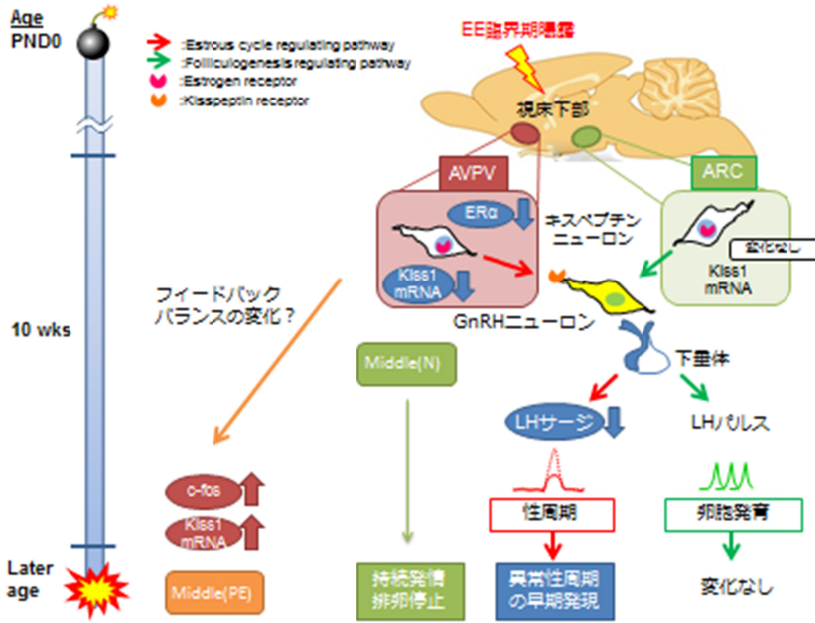 Age
PND0
:Estrous cycle regulating pathway
:Folliculogenesis regulating pathway
:Estrogen receptor
:Kisspeptin receptor
EE臨界期曝露
視床下部
AVPV
ARC
ERα
キスペプチン
ニューロン
変化なし
Kiss1
mRNA
Kiss1
mRNA
フィードバック
バランスの変化？
10 wks
GnRHニューロン
下垂体
Middle(N)
LHサージ
LHパルス
c-fos
Kiss1
mRNA
性周期
卵胞発育
Later
age
Middle(PE)
持続発情
排卵停止
異常性周期
の早期発現
変化なし